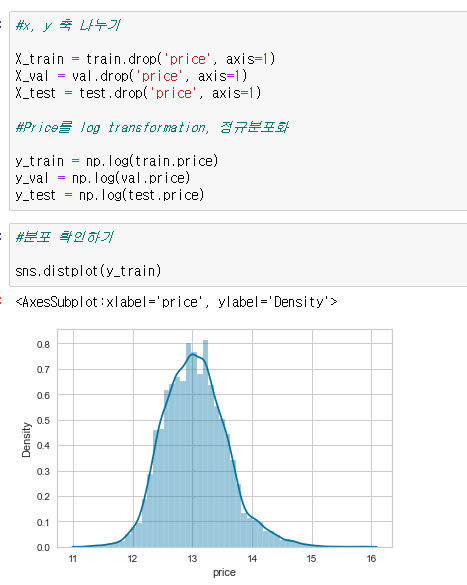 #x, y 축 나누기
X_train = train.drop('price', axis=1)
X_val = val.drop('price', axis=1)
X_test = test.drop('price', axis=1)
#Price를 log transformation, 정규분포화
y_train = np.log(train.price)
y_val = np.log(val.price)
y_test = np.log(test.price)
#분포 확인하기
sns.distplot(y_train)
<AxesSubplot:xlabel='price', ylabel='Density'>
0.8
0.7
0.6
0.5
0.4
0.3
0.2
0.1
0.0
Density
11 12 13 14 15 16
price